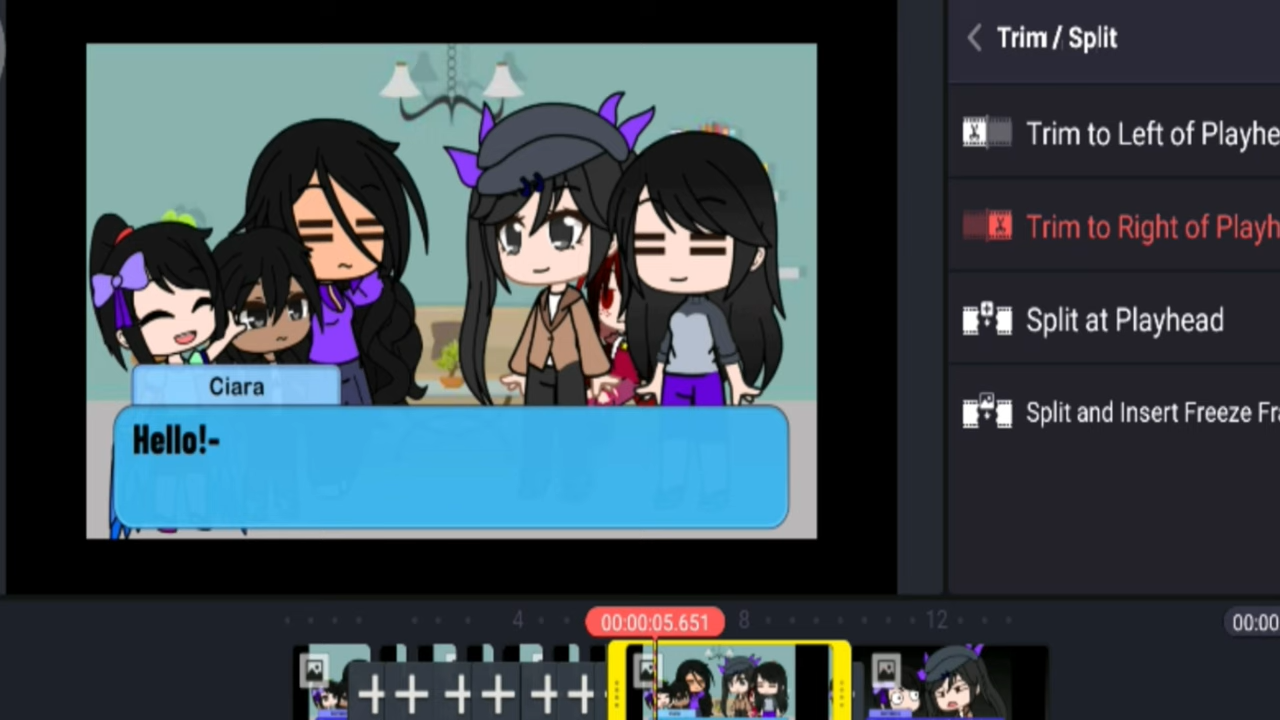 Trim / Split
Trim to Left of Playhe
Trim to Right of Playh
Split at Playhead
Split and Insert Freeze Fr
Ciara
Hello!-
4
00:00:05.651
8
12
00:00